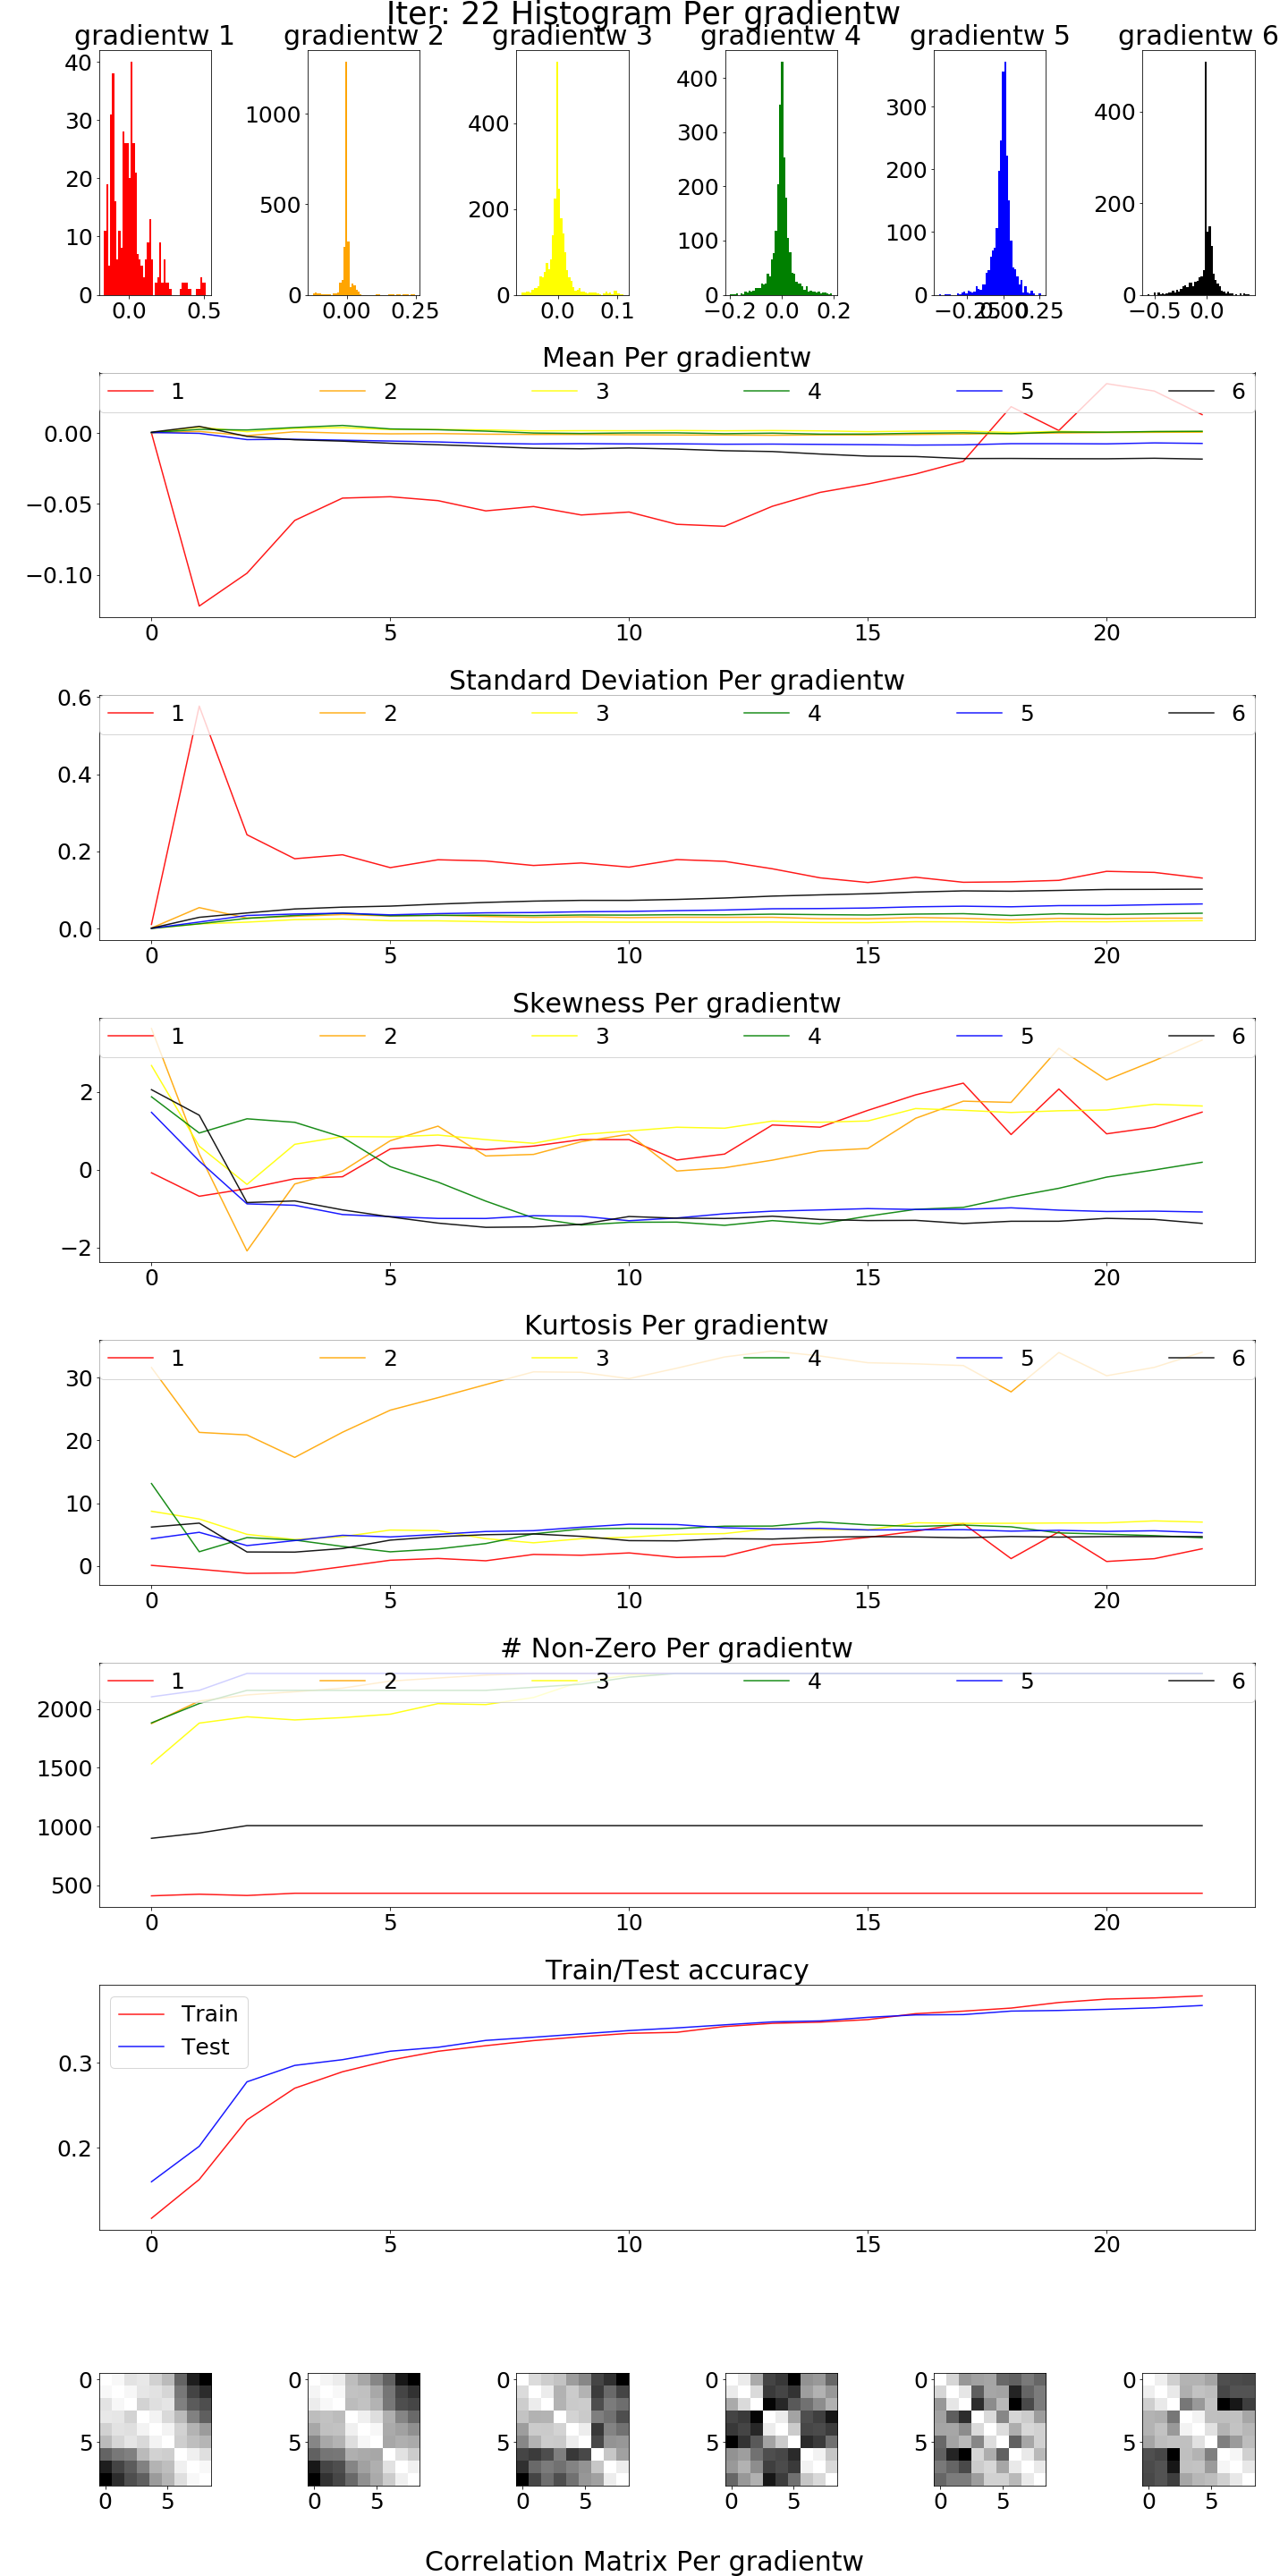 Iter: 22 Histogram Per gradientw
gradientw 1 gradientw 2 gradientw 3 gradientw 4 gradientw 5 gradientw 6
40
30
20
10
0
0.0 0.5
1000
500
0
0.00 0.25
400
200
0
0.0 0.1
400
300
200
100
0
−0.2 0.0 0.2
300
200
100
0
−0.25 0.00 0.25
400
200
0
−0.5 0.0
Mean Per gradientw
1 2 3 4 5 6
0.00
−0.05
−0.10
0 5 10 15 20
Standard Deviation Per gradientw
1 2 3 4 5 6
0.6
0.4
0.2
0.0
0 5 10 15 20
Skewness Per gradientw
1 2 3 4 5 6
2
0
−2
0 5 10 15 20
Kurtosis Per gradientw
1 2 3 4 5 6
30
20
10
0
0 5 10 15 20
# Non-Zero Per gradientw
1 2 3 4 5 6
2000
1500
1000
500
0 5 10 15 20
Train/Test accuracy
Train
Test
0.3
0.2
0 5 10 15 20
0 0 0 0 0 0
5 5 5 5 5 5
0 5 0 5 0 5 0 5 0 5 0 5
Correlation Matrix Per gradientw